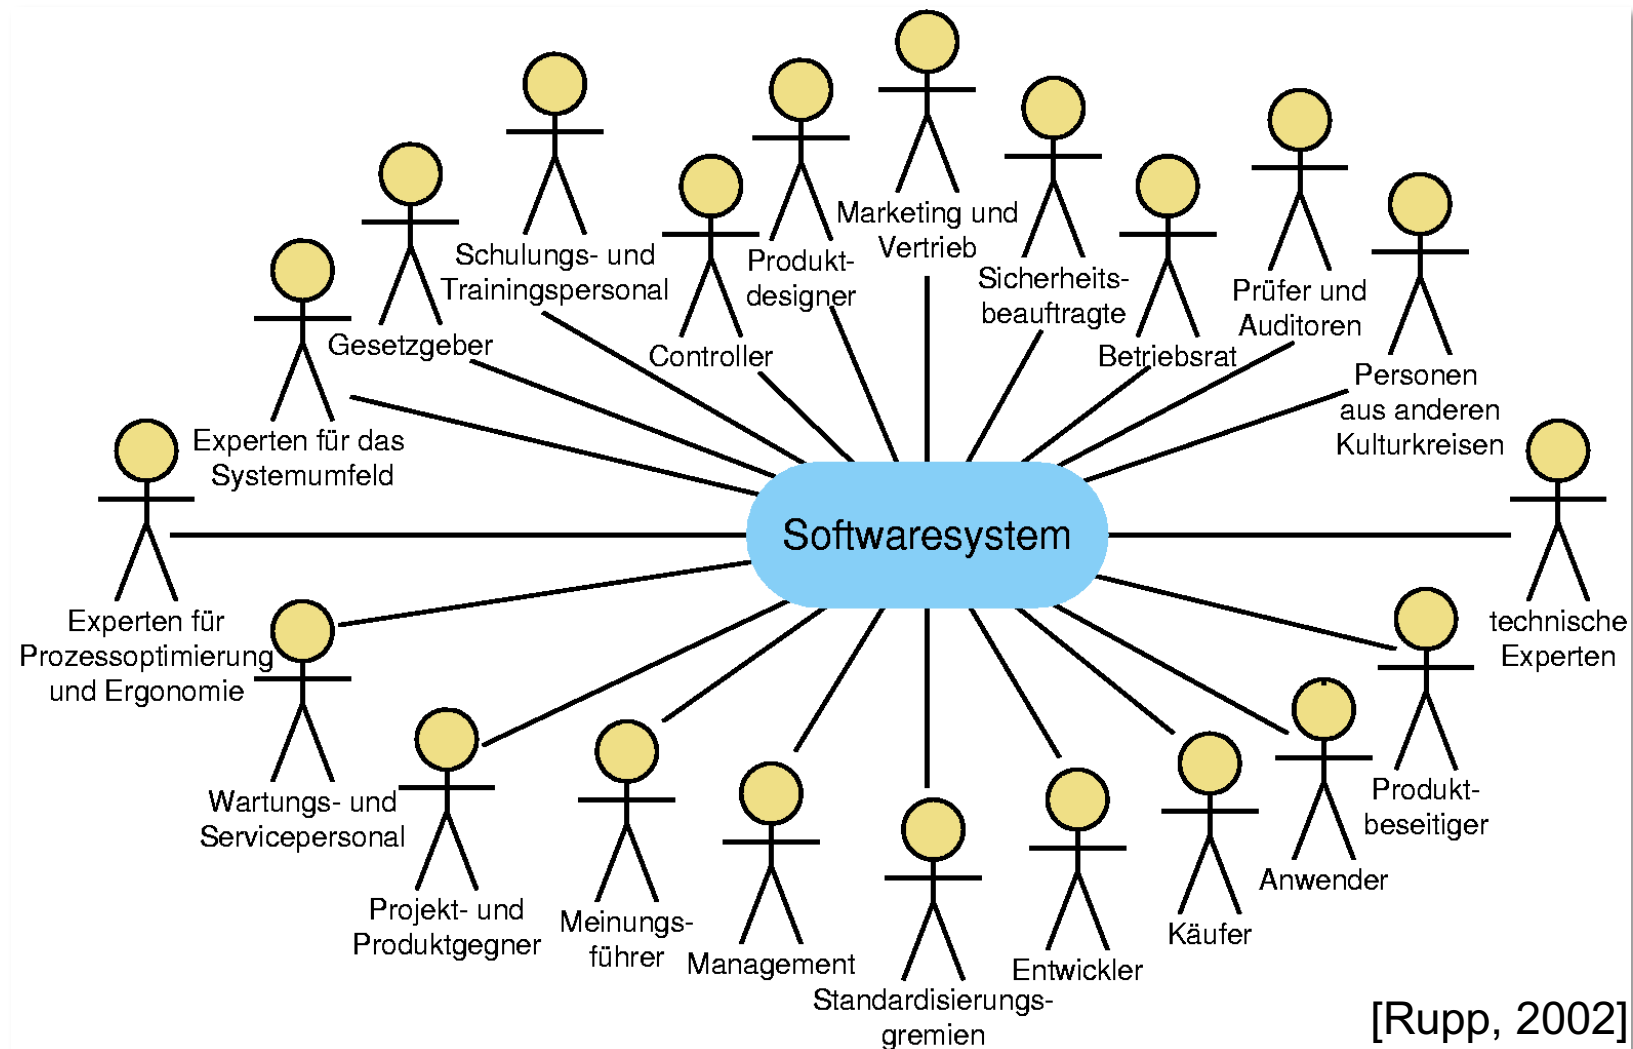 Marketing und
Vertrieb
Schulungs- und
Trainingspersonal
Produkt-
designer
Sicherheits-
beauftragte
Prüfer und
Auditoren
Gesetzgeber
Controller
Betriebsrat
Personen
aus anderen
Kulturkreisen
Experten für das
Systemumfeld
Softwaresystem
Experten für
Prozessoptimierung
und Ergonomie
technische
Experten
Wartungs- und
Servicepersonal
Produkt-
beseitiger
Projekt- und
Produktgegner
Meinungs-
führer
Management
Standardisierungs-
gremien
Entwickler
Käufer
Anwender
[Rupp, 2002]